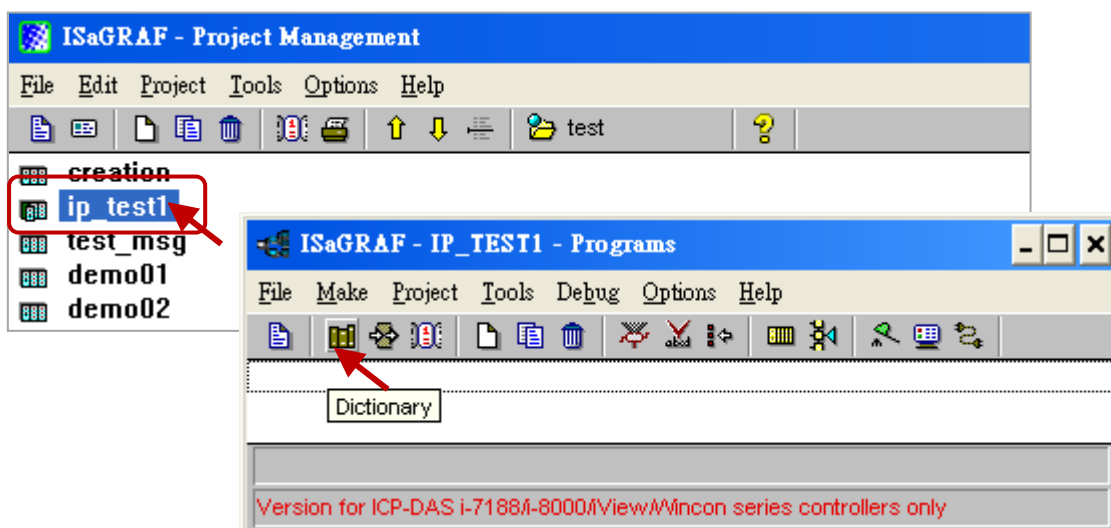 ISaGRAF - Project Management
File Edit Project Tools Options Help
test
creation
ip_test1
test_msg
demo01
demo02
ISaGRAF - IP_TEST1 - Programs
File Make Project Tools Debug Options Help
Dictionary
Version for ICP-DAS i-7188/i-8000/iView/Wincon series controllers only